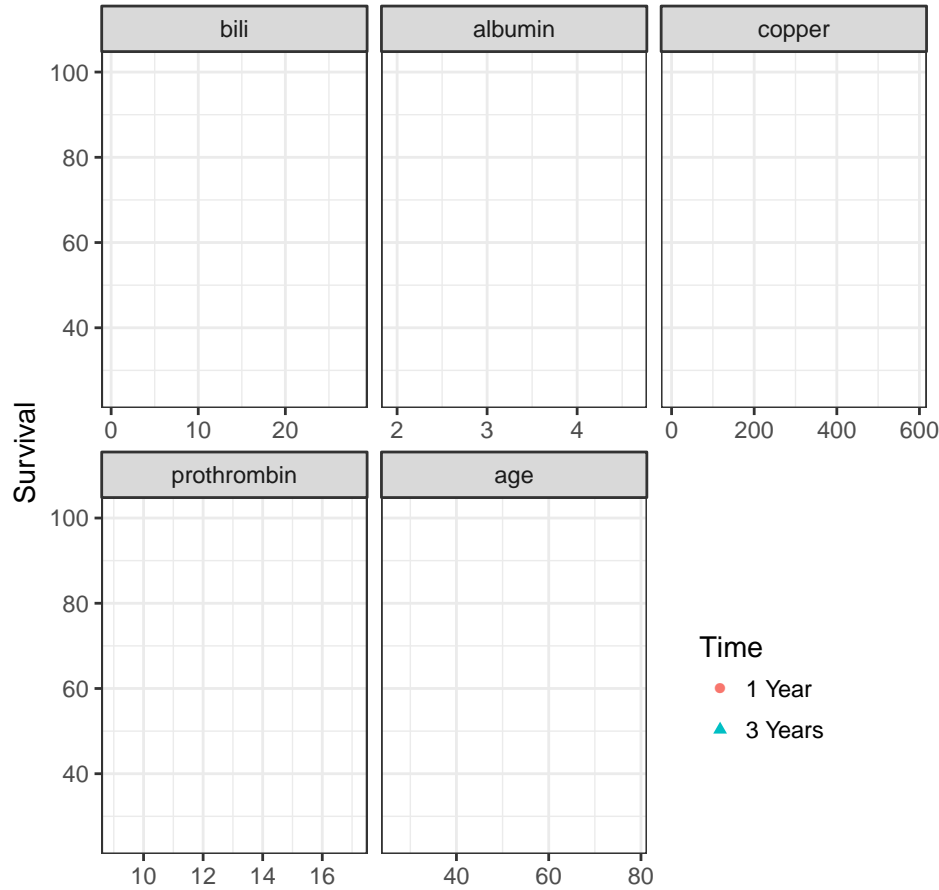 bili albumin copper
100
80
60
40
0 10 20 2 3 4 0 200 400 600
Survival
prothrombin age
100
80
60
40
10 12 14 16 40 60 80
Time
1 Year
3 Years